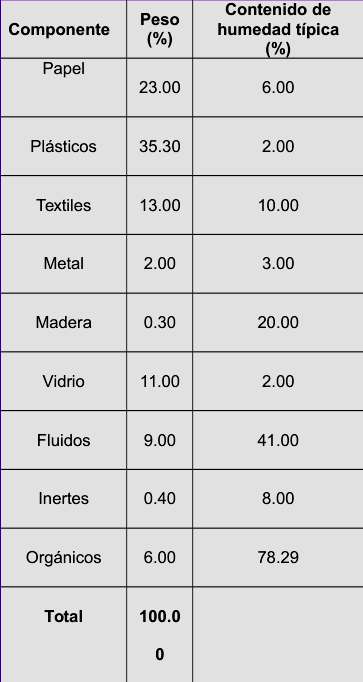 Componente Peso (%) Contenido de humedad típica (%)
Papel 23.00 6.00
Plásticos 35.30 2.00
Textiles 13.00 10.00
Metal 2.00 3.00
Madera 0.30 20.00
Vidrio 11.00 2.00
Fluidos 9.00 41.00
Inertes 0.40 8.00
Orgánicos 6.00 78.29
Total 100.0
0